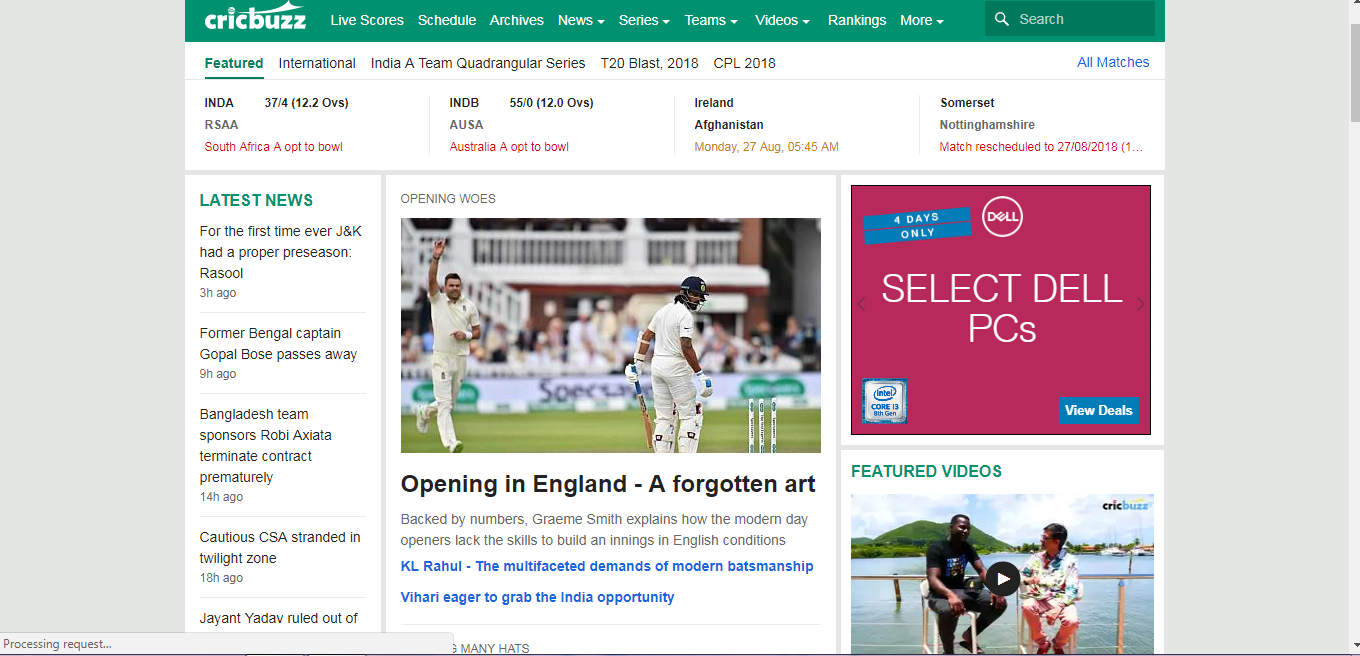 cricbuzz Live Scores Schedule Archives News Series Teams Videos Rankings More Search
Featured International India A Team Quadrangular Series T20 Blast, 2018 CPL 2018 All Matches
INDA 37/4 (12.2 Ovs)
RSAA
South Africa A opt to bowl
INDB 55/0 (12.0 Ovs)
AUSA
Australia A opt to bowl
Ireland
Afghanistan
Monday, 27 Aug, 05:45 AM
Somerset
Nottinghamshire
Match rescheduled to 27/08/2018 (1...
LATEST NEWS
For the first time ever J&K
had a proper preseason:
Rasool
3h ago
Former Bengal captain
Gopal Bose passes away
9h ago
Bangladesh team
sponsors Robi Axiata
terminate contract
prematurely
14h ago
Cautious CSA stranded in
twilight zone
18h ago
Jayant Yadav ruled out of
Processing request...
OPENING WOES
Specsavers
Opening in England - A forgotten art
Backed by numbers, Graeme Smith explains how the modern day
openers lack the skills to build an innings in English conditions
KL Rahul - The multifaceted demands of modern batsmanship
Vihari eager to grab the India opportunity
MANY HATS
4 DAYS
ONLY
DELL
SELECT DELL
PCs
intel
CORE i3
8th Gen
View Deals
FEATURED VIDEOS
cricbuzz